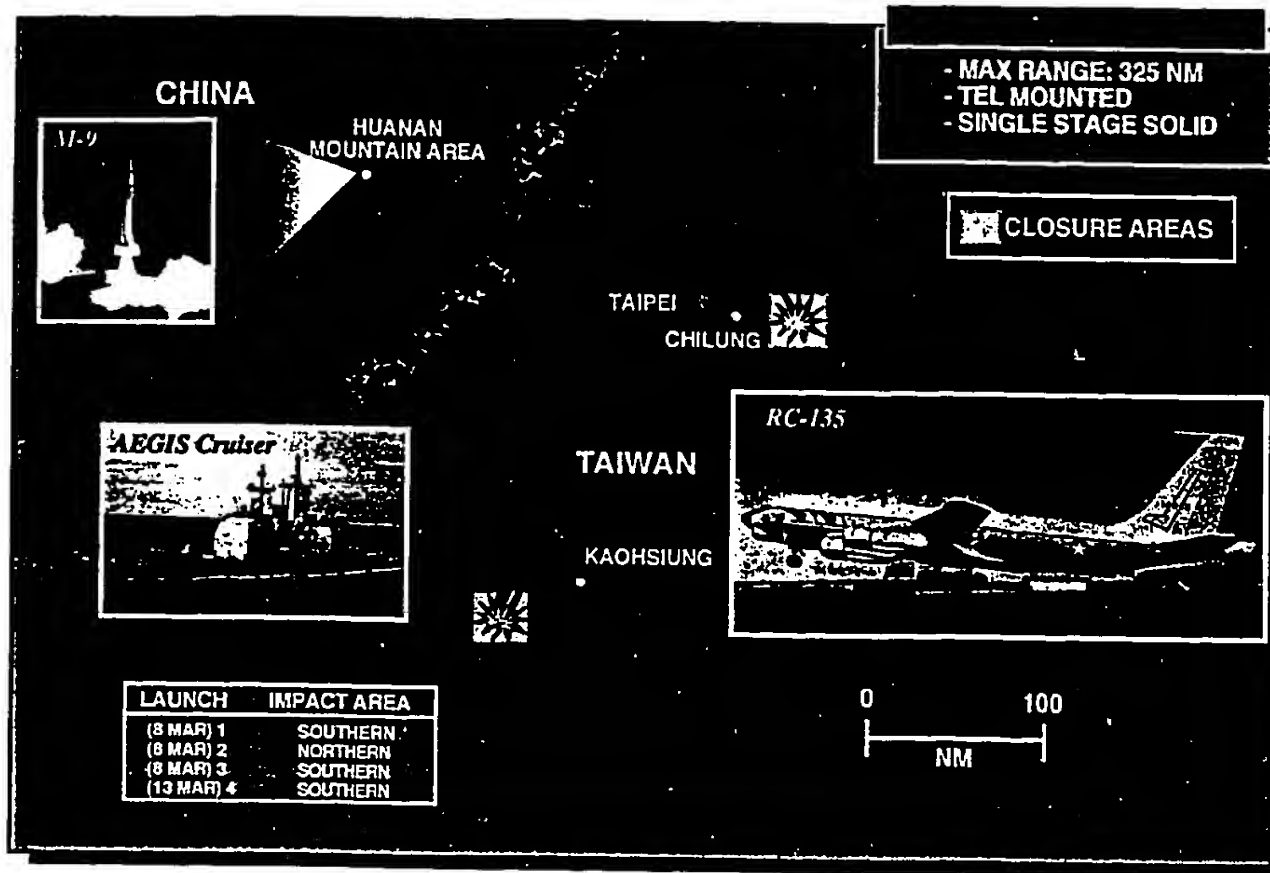 - MAX RANGE: 325 NM
- TEL MOUNTED
- SINGLE STAGE SOLID
CHINA
M-9
HUANAN
MOUNTAIN AREA
CLOSURE AREAS
TAIPEI
CHILUNG
AEGIS Cruiser
RC-135
TAIWAN
KAOHSIUNG
LAUNCH IMPACT AREA
(8 MAR) 1 SOUTHERN
(8 MAR) 2 NORTHERN
(8 MAR) 3 SOUTHERN
(13 MAR) 4 SOUTHERN
0 100
NM